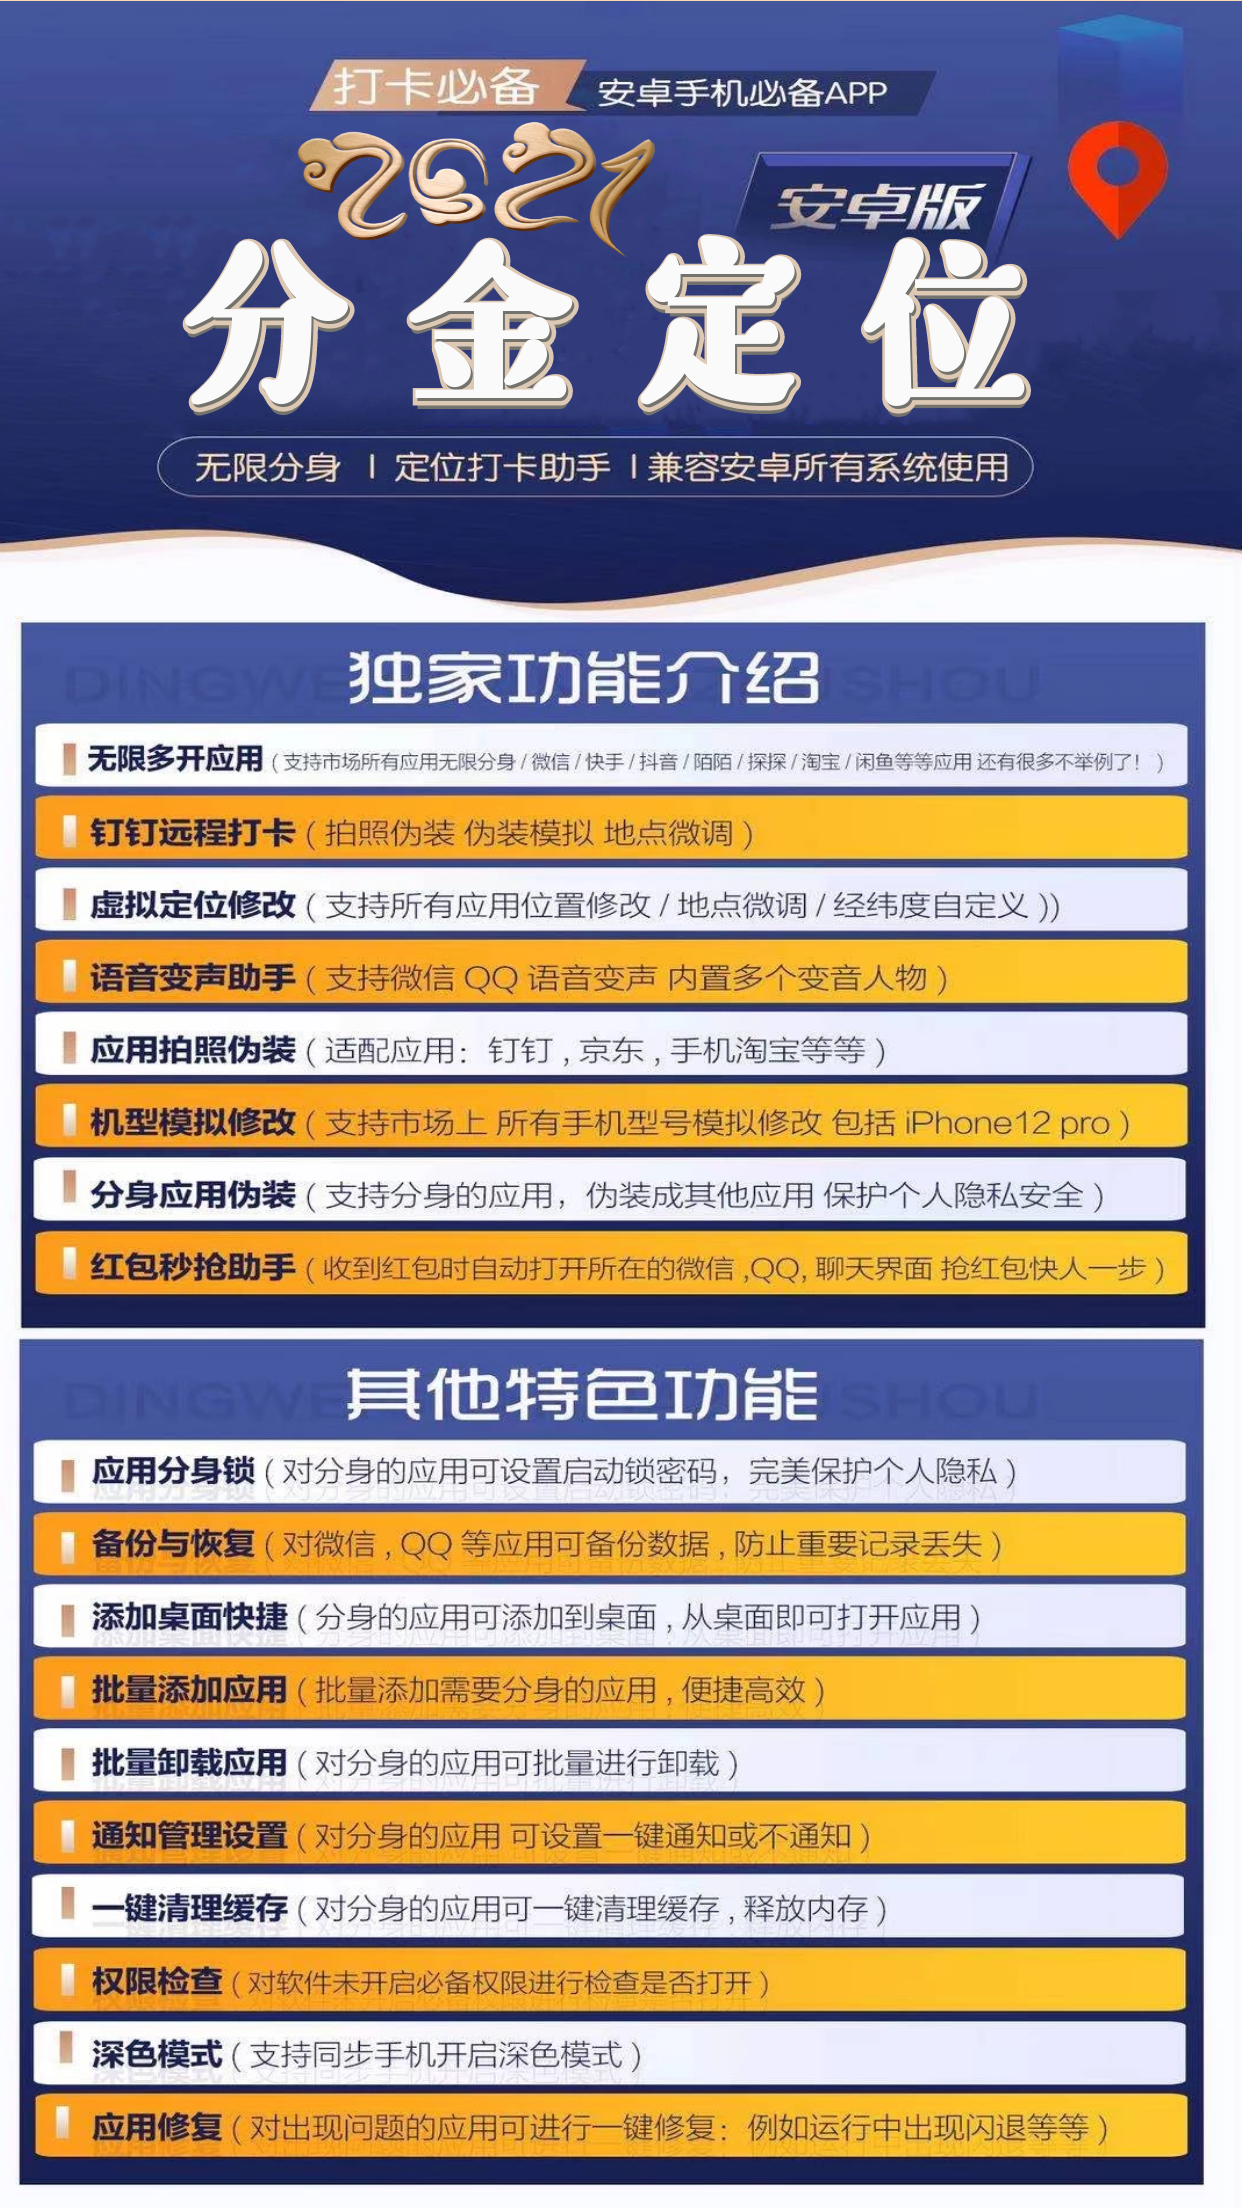 打卡必备
安卓手机必备APP
2021
安卓版
分金定位
无限分身 | 定位打卡助手 | 兼容安卓所有系统使用
独家功能介绍
无限多开应用(支持市场所有应用无限分身/微信/快手/抖音/陌陌/探探/淘宝/闲鱼等等应用 还有很多不举例了！)
钉钉远程打卡(拍照伪装 伪装模拟 地点微调)
虚拟定位修改(支持所有应用位置修改/地点微调/经纬度自定义))
语音变声助手(支持微信 QQ 语音变声 内置多个变音人物)
应用拍照伪装(适配应用：钉钉,京东,手机淘宝等等)
机型模拟修改(支持市场上 所有手机型号模拟修改 包括 iPhone12 pro)
分身应用伪装(支持分身的应用，伪装成其他应用 保护个人隐私安全)
红包秒抢助手(收到红包时自动打开所在的微信,QQ,聊天界面 抢红包快人一步)
其他特色功能
应用分身锁(对分身的应用可设置启动锁密码，完美保护个人隐私)
备份与恢复(对微信,QQ 等应用可备份数据,防止重要记录丢失)
添加桌面快捷(分身的应用可添加到桌面,从桌面即可打开应用)
批量添加应用(批量添加需要分身的应用,便捷高效)
批量卸载应用(对分身的应用可批量进行卸载)
通知管理设置(对分身的应用 可设置一键通知或不通知)
一键清理缓存(对分身的应用可一键清理缓存,释放内存)
权限检查(对软件未开启必备权限进行检查是否打开)
深色模式(支持同步手机开启深色模式)
应用修复(对出现问题的应用可进行一键修复：例如运行中出现闪退等等)